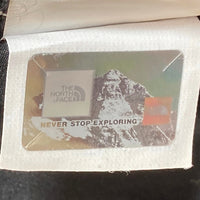 THE
NORTH
FACE
NEVER STOP EXPLORING